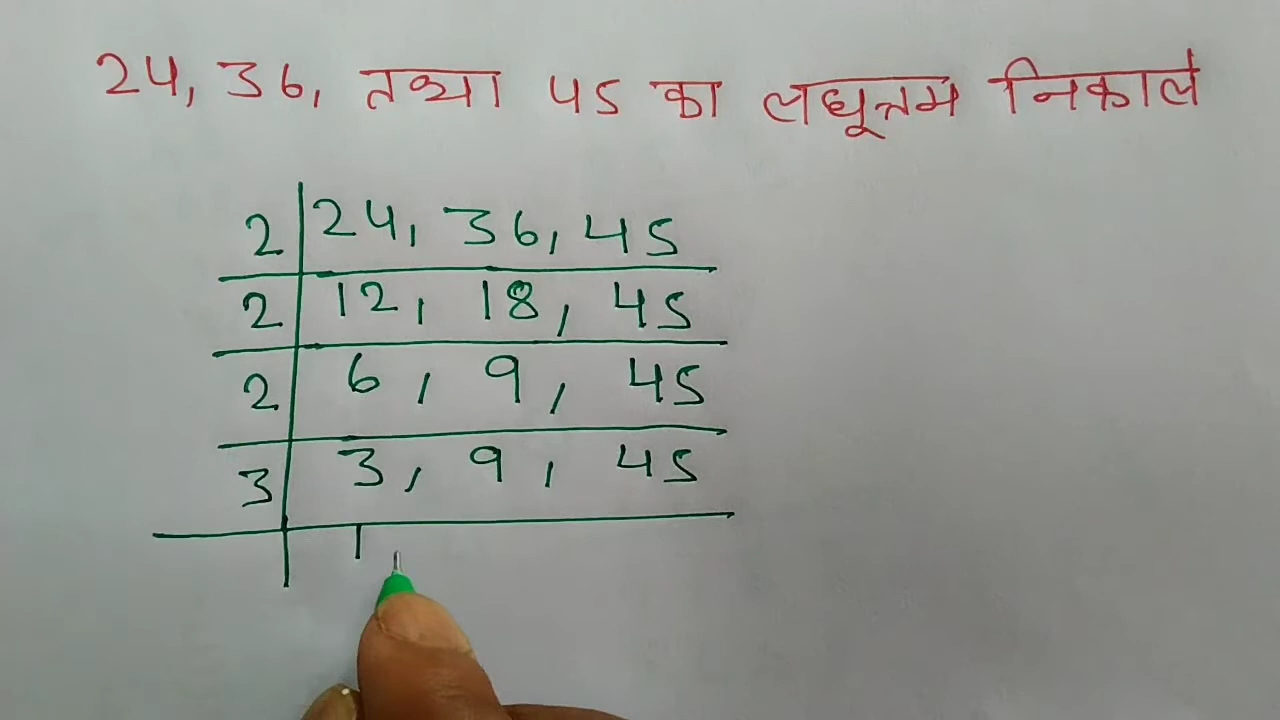 24, 36, तथा 45 का लघूत्तम निकाले
2 | 24, 36, 45
2 | 12, 18, 45
2 | 6, 9, 45
3 | 3, 9, 45
1